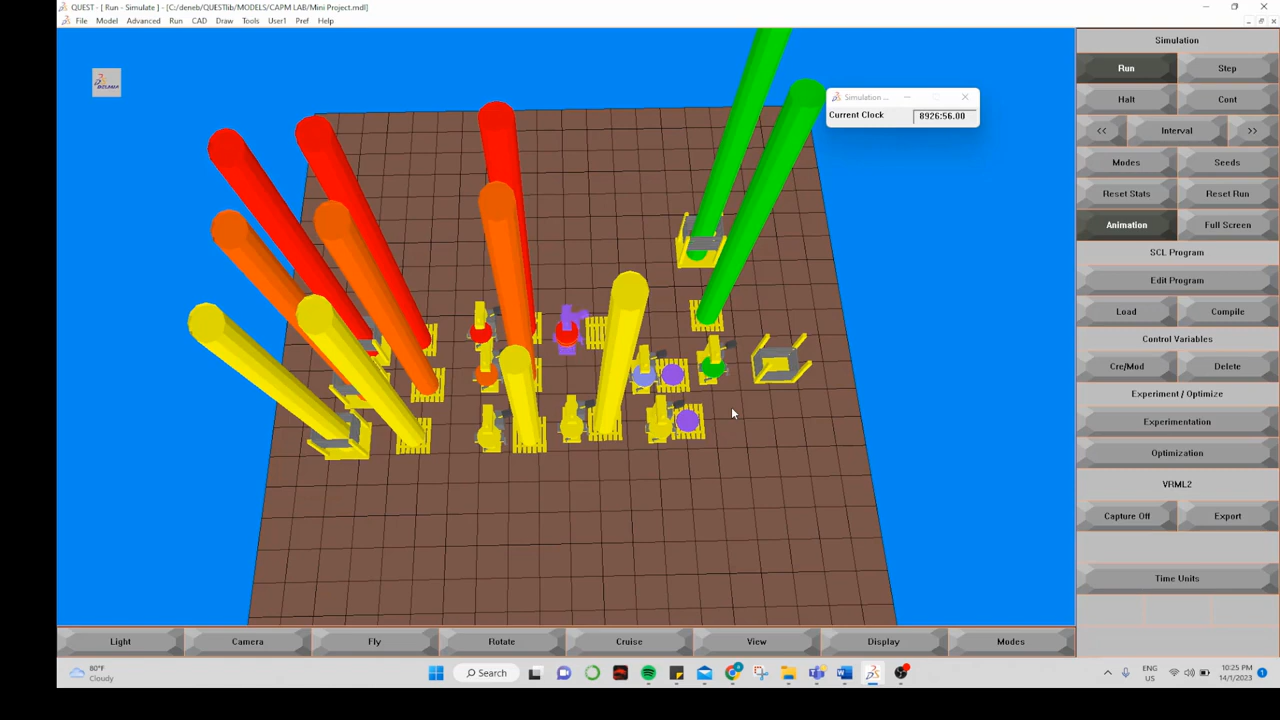 QUEST - [ Run - Simulate ] - [C:/deneb/QUESTlib/MODELS/CAPM LAB/Mini Project.mdl]
File Model Advanced Run CAD Draw Tools User1 Pref Help
Simulation
Run Step
Halt Cont
<< Interval >>
Modes Seeds
Reset Stats Reset Run
Animation Full Screen
SCL Program
Edit Program
Load Compile
Control Variables
Cre/Mod Delete
Experiment / Optimize
Experimentation
Optimization
VRML2
Capture Off Export
Time Units
Simulation ...
Current Clock 8926:56.00
Light Camera Fly Rotate Cruise View Display Modes
80°F
Cloudy
Search
ENG
US
10:25 PM
14/1/2023